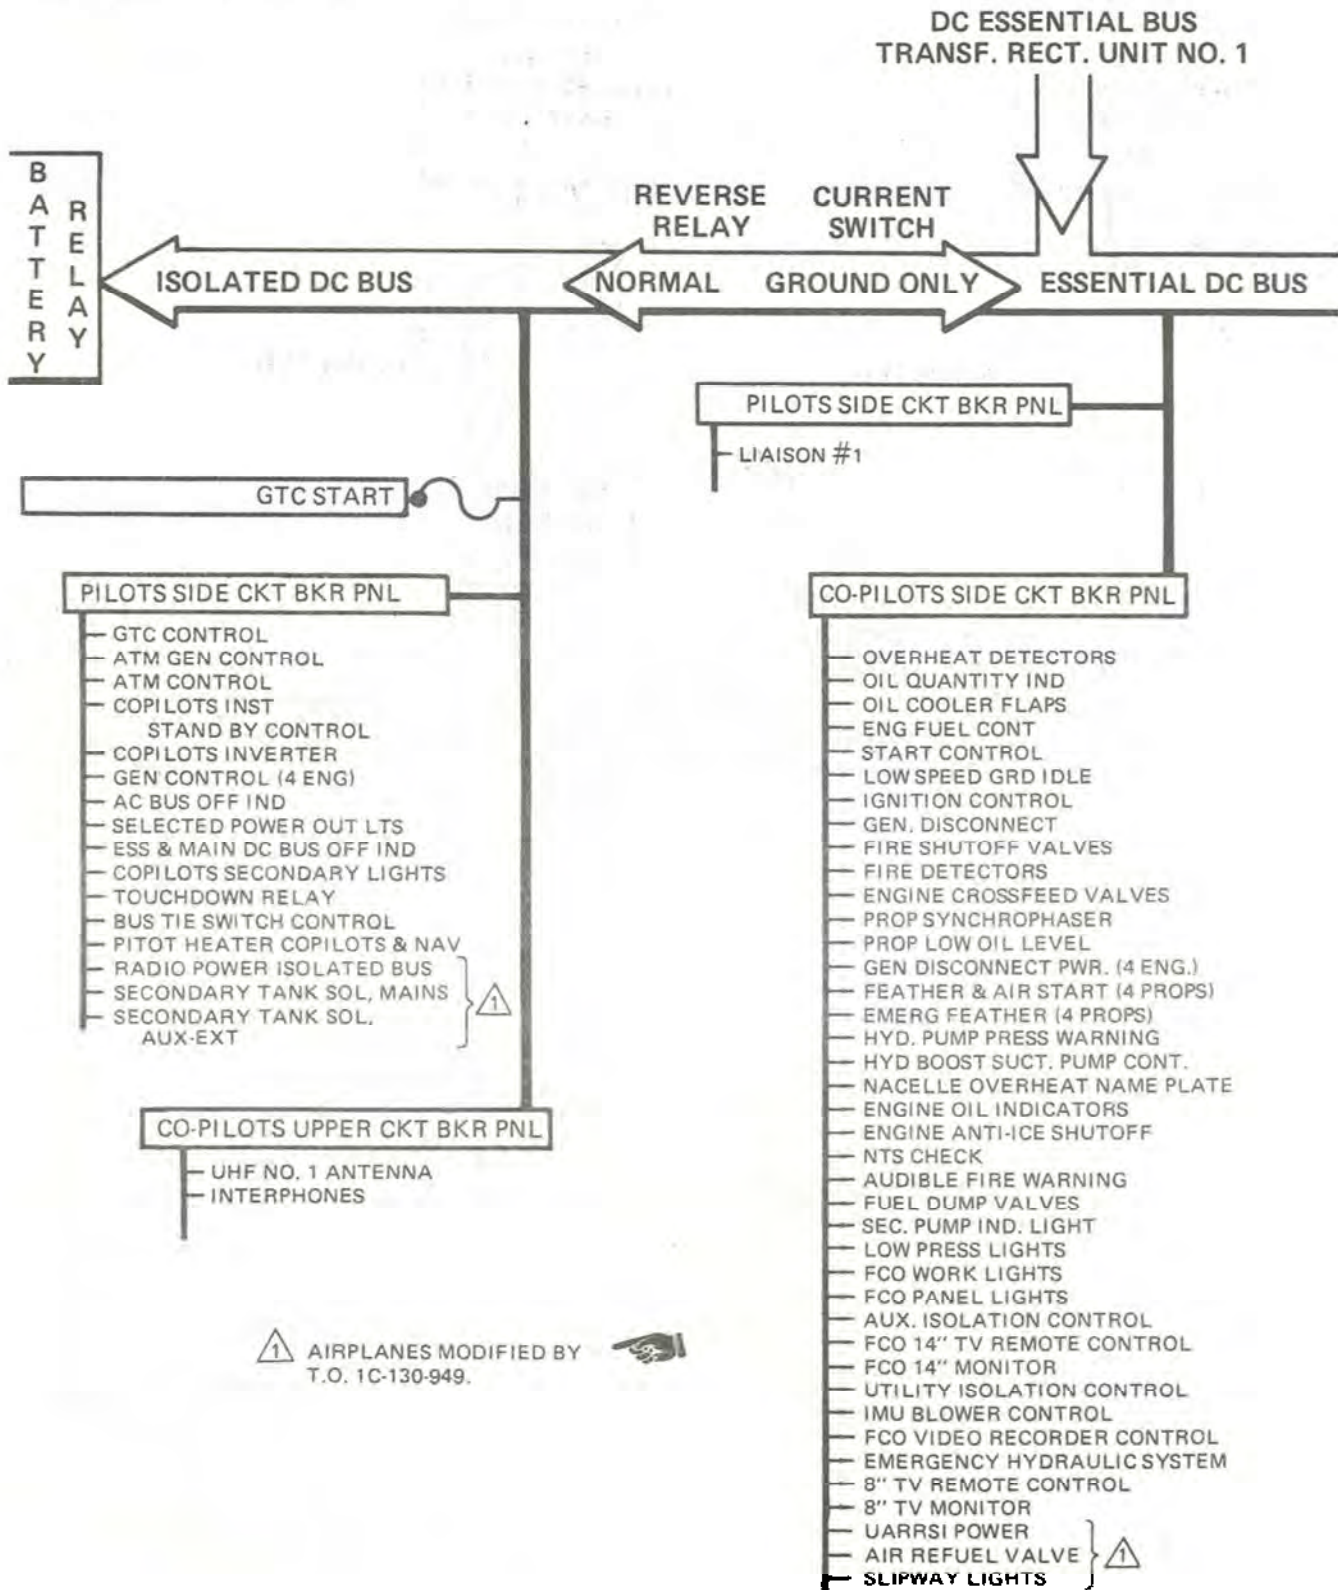 DC ESSENTIAL BUS
TRANSF. RECT. UNIT NO. 1
BATTERY
RELAY
REVERSE CURRENT
RELAY SWITCH
ISOLATED DC BUS
NORMAL GROUND ONLY
ESSENTIAL DC BUS
PILOTS SIDE CKT BKR PNL
LIAISON #1
GTC START
PILOTS SIDE CKT BKR PNL
GTC CONTROL
ATM GEN CONTROL
ATM CONTROL
COPILOTS INST
STAND BY CONTROL
COPILOTS INVERTER
GEN CONTROL (4 ENG)
AC BUS OFF IND
SELECTED POWER OUT LTS
ESS & MAIN DC BUS OFF IND
COPILOTS SECONDARY LIGHTS
TOUCHDOWN RELAY
BUS TIE SWITCH CONTROL
PITOT HEATER COPILOTS & NAV
RADIO POWER ISOLATED BUS
SECONDARY TANK SOL, MAINS
SECONDARY TANK SOL,
AUX-EXT
1
CO-PILOTS UPPER CKT BKR PNL
UHF NO. 1 ANTENNA
INTERPHONES
1 AIRPLANES MODIFIED BY
T.O. 1C-130-949.
CO-PILOTS SIDE CKT BKR PNL
OVERHEAT DETECTORS
OIL QUANTITY IND
OIL COOLER FLAPS
ENG FUEL CONT
START CONTROL
LOW SPEED GRD IDLE
IGNITION CONTROL
GEN. DISCONNECT
FIRE SHUTOFF VALVES
FIRE DETECTORS
ENGINE CROSSFEED VALVES
PROP SYNCHROPHASER
PROP LOW OIL LEVEL
GEN DISCONNECT PWR. (4 ENG.)
FEATHER & AIR START (4 PROPS)
EMERG FEATHER (4 PROPS)
HYD. PUMP PRESS WARNING
HYD BOOST SUCT. PUMP CONT.
NACELLE OVERHEAT NAME PLATE
ENGINE OIL INDICATORS
ENGINE ANTI-ICE SHUTOFF
NTS CHECK
AUDIBLE FIRE WARNING
FUEL DUMP VALVES
SEC. PUMP IND. LIGHT
LOW PRESS LIGHTS
FCO WORK LIGHTS
FCO PANEL LIGHTS
AUX. ISOLATION CONTROL
FCO 14" TV REMOTE CONTROL
FCO 14" MONITOR
UTILITY ISOLATION CONTROL
IMU BLOWER CONTROL
FCO VIDEO RECORDER CONTROL
EMERGENCY HYDRAULIC SYSTEM
8" TV REMOTE CONTROL
8" TV MONITOR
UARRSI POWER
AIR REFUEL VALVE
SLIPWAY LIGHTS
1